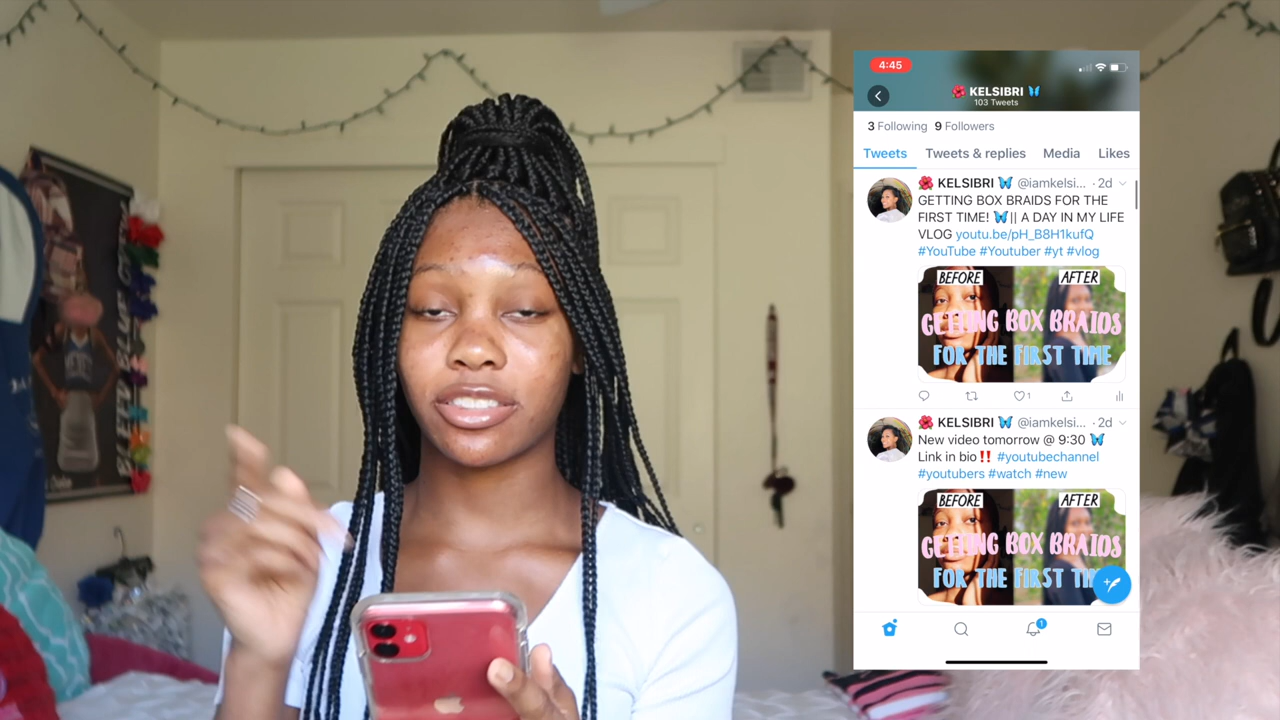 4:45
🌺 KELSIBRI 🦋
103 Tweets
3 Following 9 Followers
Tweets Tweets & replies Media Likes
🌺 KELSIBRI 🦋 @iamkelsi... · 2d
GETTING BOX BRAIDS FOR THE
FIRST TIME! 🦋|| A DAY IN MY LIFE
VLOG youtu.be/pH_B8H1kufQ
#YouTube #Youtuber #yt #vlog
BEFORE AFTER
GETTING BOX BRAIDS
FOR THE FIRST TIME
1
🌺 KELSIBRI 🦋 @iamkelsi... · 2d
New video tomorrow @ 9:30 🦋
Link in bio‼️ #youtubechannel
#youtubers #watch #new
BEFORE AFTER
GETTING BOX BRAIDS
FOR THE FIRST
1